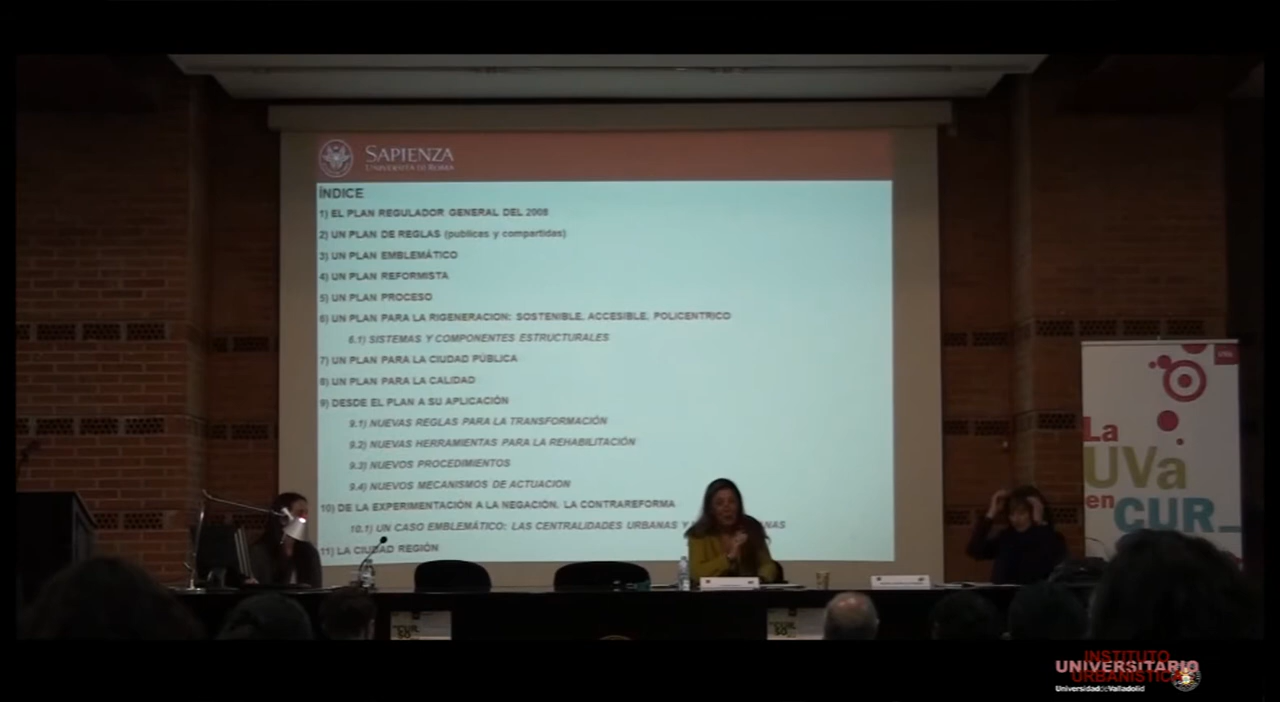 SAPIENZA
UNIVERSITÀ DI ROMA
ÍNDICE
1) EL PLAN REGULADOR GENERAL DEL 2008
2) UN PLAN DE REGLAS (publicas y compartidas)
3) UN PLAN EMBLEMÁTICO
4) UN PLAN REFORMISTA
5) UN PLAN PROCESO
6) UN PLAN PARA LA RIGENERACION: SOSTENIBLE, ACCESIBLE, POLICENTRICO
6.1) SISTEMAS Y COMPONENTES ESTRUCTURALES
7) UN PLAN PARA LA CIUDAD PÚBLICA
8) UN PLAN PARA LA CALIDAD
9) DESDE EL PLAN A SU APLICACIÓN
9.1) NUEVAS REGLAS PARA LA TRANSFORMACIÓN
9.2) NUEVAS HERRAMIENTAS PARA LA REHABILITACIÓN
9.3) NUEVOS PROCEDIMIENTOS
9.4) NUEVOS MECANISMOS DE ACTUACION
10) DE LA EXPERIMENTACIÓN A LA NEGACIÓN. LA CONTRAREFORMA
10.1) UN CASO EMBLEMÁTICO: LAS CENTRALIDADES URBANAS Y
11) LA CIUDAD REGIÓN
UVa
La
UVa
en
CUR_
INSTITUTO
UNIVERSITARIO
URBANÍSTICA
Universidad de Valladolid